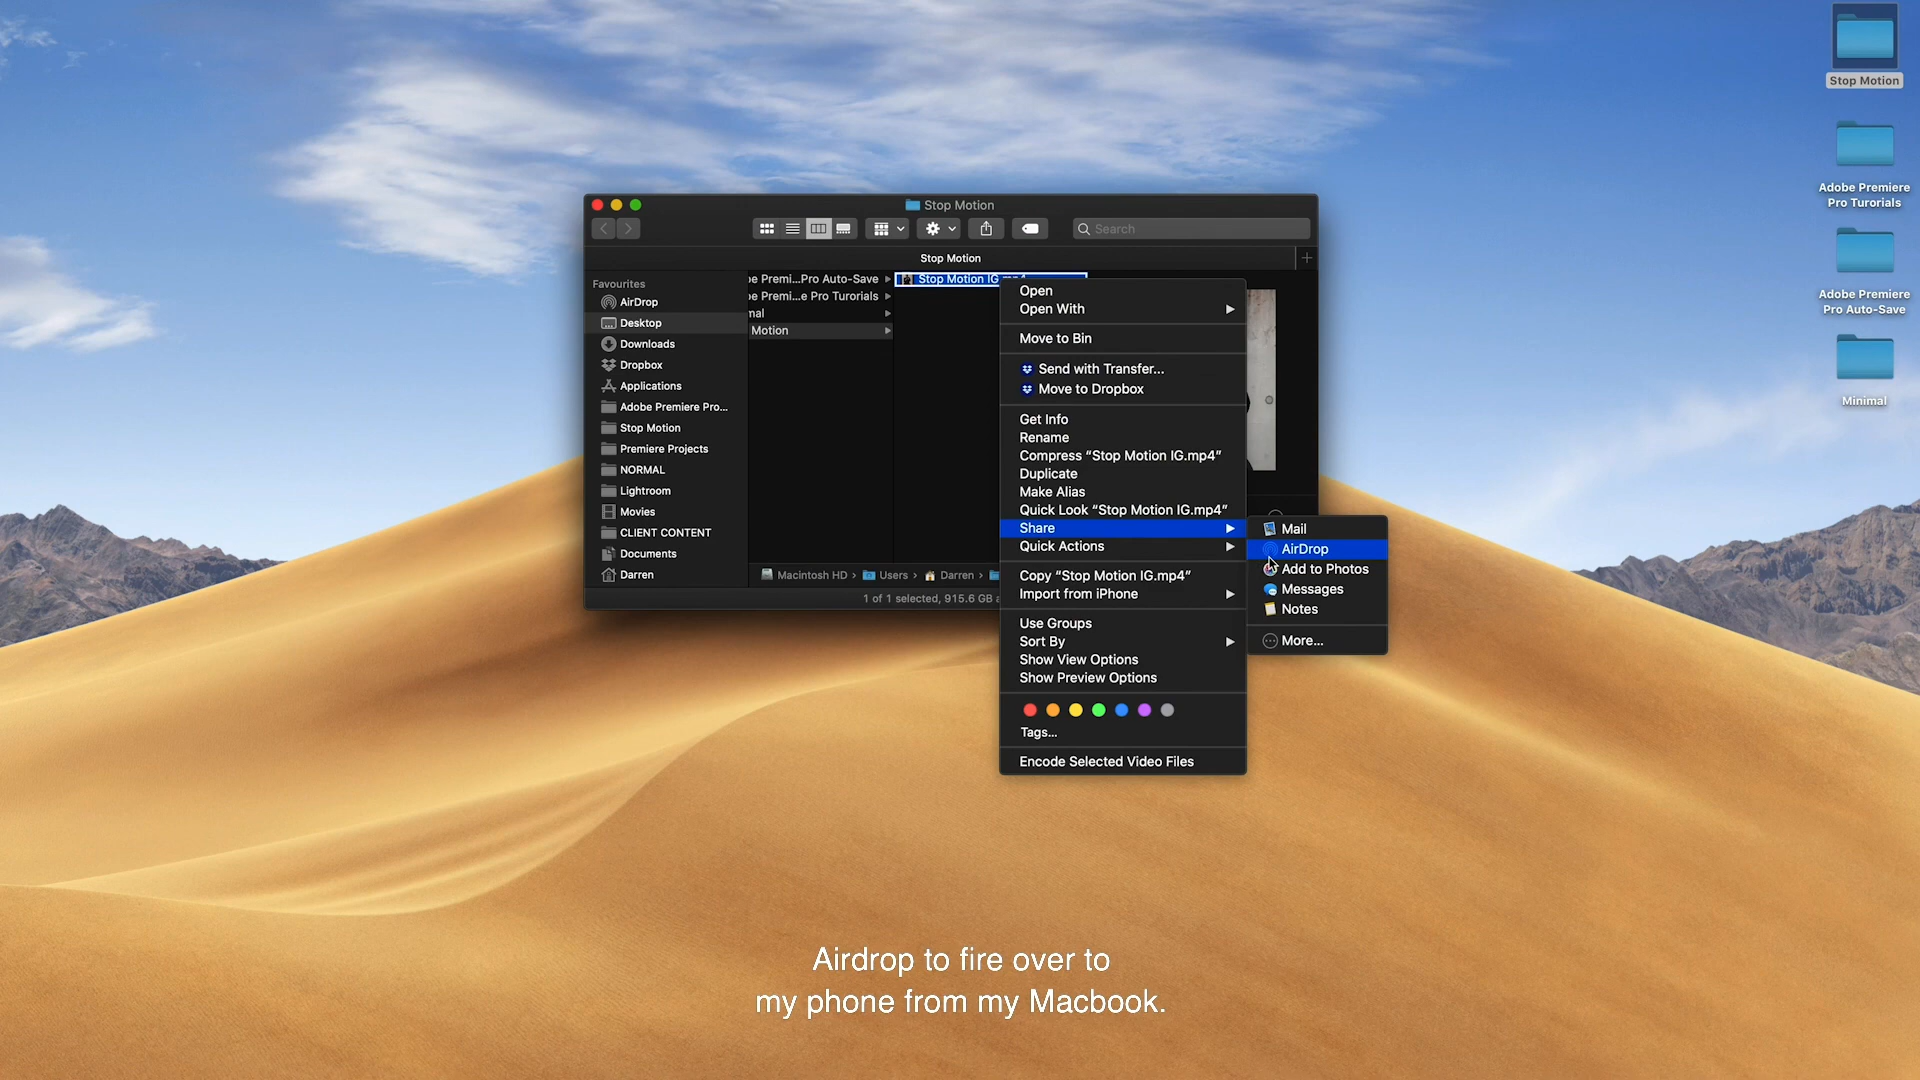 Stop Motion
Adobe Premiere
Pro Turorials
Adobe Premiere
Pro Auto-Save
Minimal
Stop Motion
Search
Stop Motion
Favourites
AirDrop
Desktop
Downloads
Dropbox
Applications
Adobe Premiere Pro...
Stop Motion
Premiere Projects
NORMAL
Lightroom
Movies
CLIENT CONTENT
Documents
Darren
be Premi...Pro Auto-Save
be Premi...e Pro Turorials
mal
Motion
Stop Motion IG.mp4
Macintosh HD › Users › Darren ›
1 of 1 selected, 915.6 GB a
Open
Open With
Move to Bin
Send with Transfer...
Move to Dropbox
Get Info
Rename
Compress “Stop Motion IG.mp4”
Duplicate
Make Alias
Quick Look “Stop Motion IG.mp4”
Share
Quick Actions
Copy “Stop Motion IG.mp4”
Import from iPhone
Use Groups
Sort By
Show View Options
Show Preview Options
Tags...
Encode Selected Video Files
Mail
AirDrop
Add to Photos
Messages
Notes
More...
Airdrop to fire over to
my phone from my Macbook.